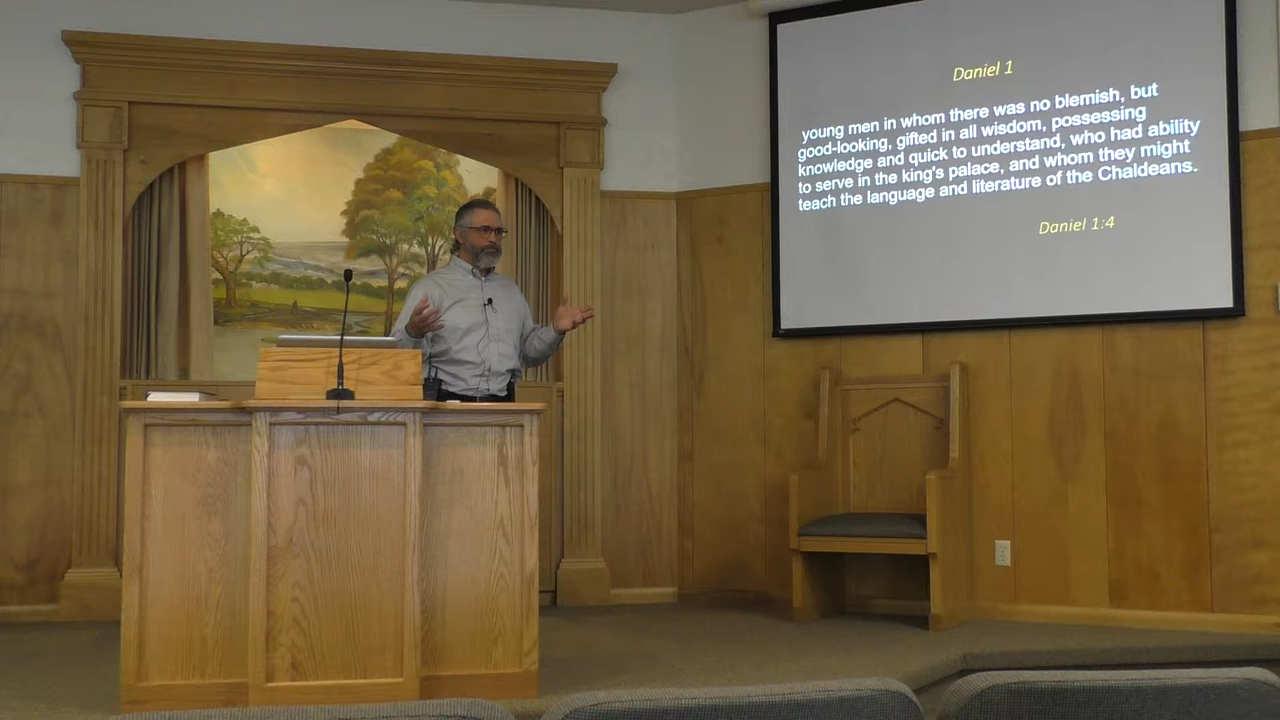 Daniel 1
young men in whom there was no blemish, but
good-looking, gifted in all wisdom, possessing
knowledge and quick to understand, who had ability
to serve in the king's palace, and whom they might
teach the language and literature of the Chaldeans.
Daniel 1:4